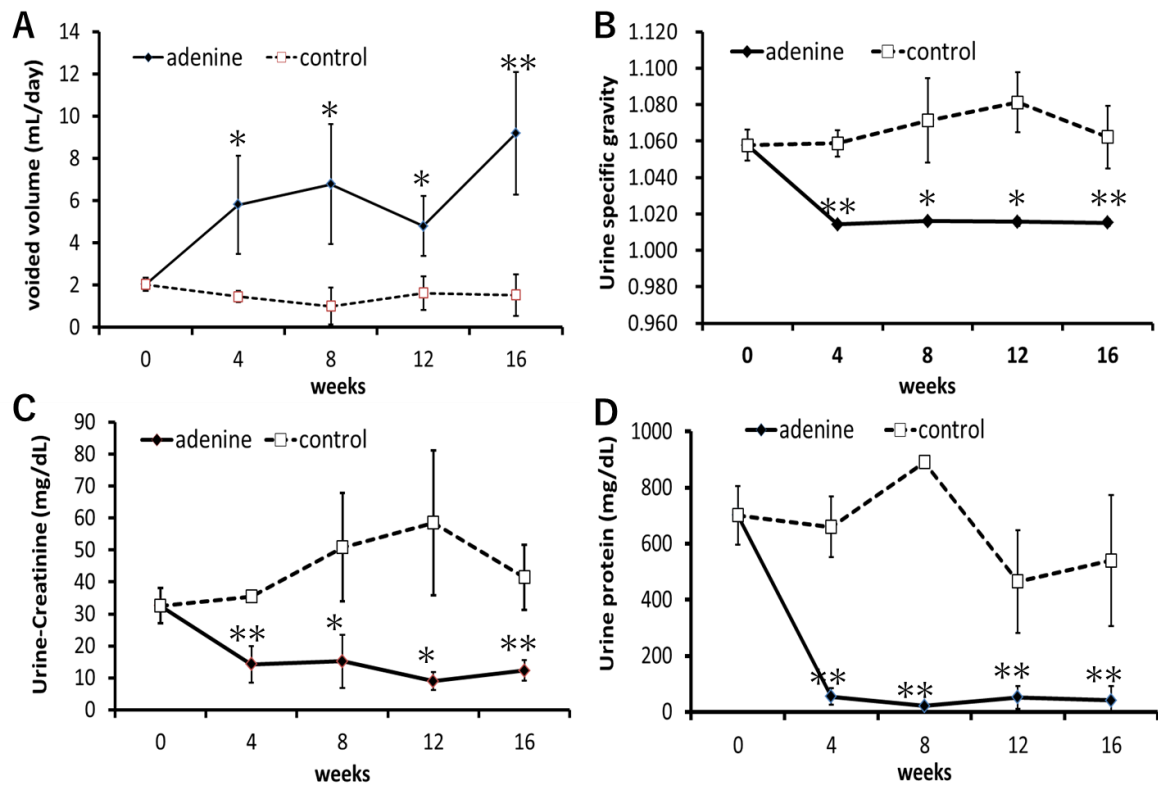 A
voided volume (mL/day)
14
12
10
8
6
4
2
0
adenine
control
*
*
*
**
0 4 8 12 16
weeks
B
Urine specific gravity
1.120
1.100
1.080
1.060
1.040
1.020
1.000
0.980
0.960
adenine
control
**
*
*
**
0 4 8 12 16
weeks
C
Urine-Creatinine (mg/dL)
90
80
70
60
50
40
30
20
10
0
adenine
control
**
*
*
**
0 4 8 12 16
weeks
D
Urine protein (mg/dL)
1000
800
600
400
200
0
adenine
control
**
**
**
**
0 4 8 12 16
weeks